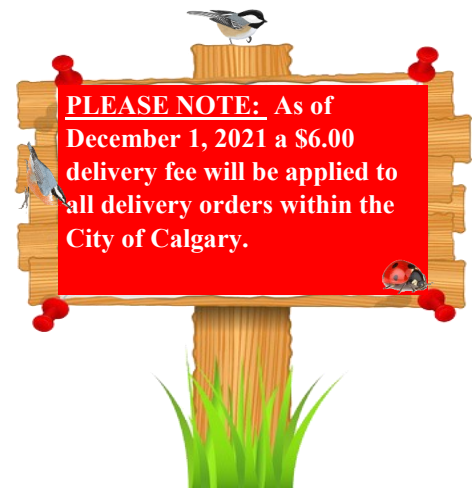 PLEASE NOTE: As of
December 1, 2021 a $6.00
delivery fee will be applied to
all delivery orders within the
City of Calgary.